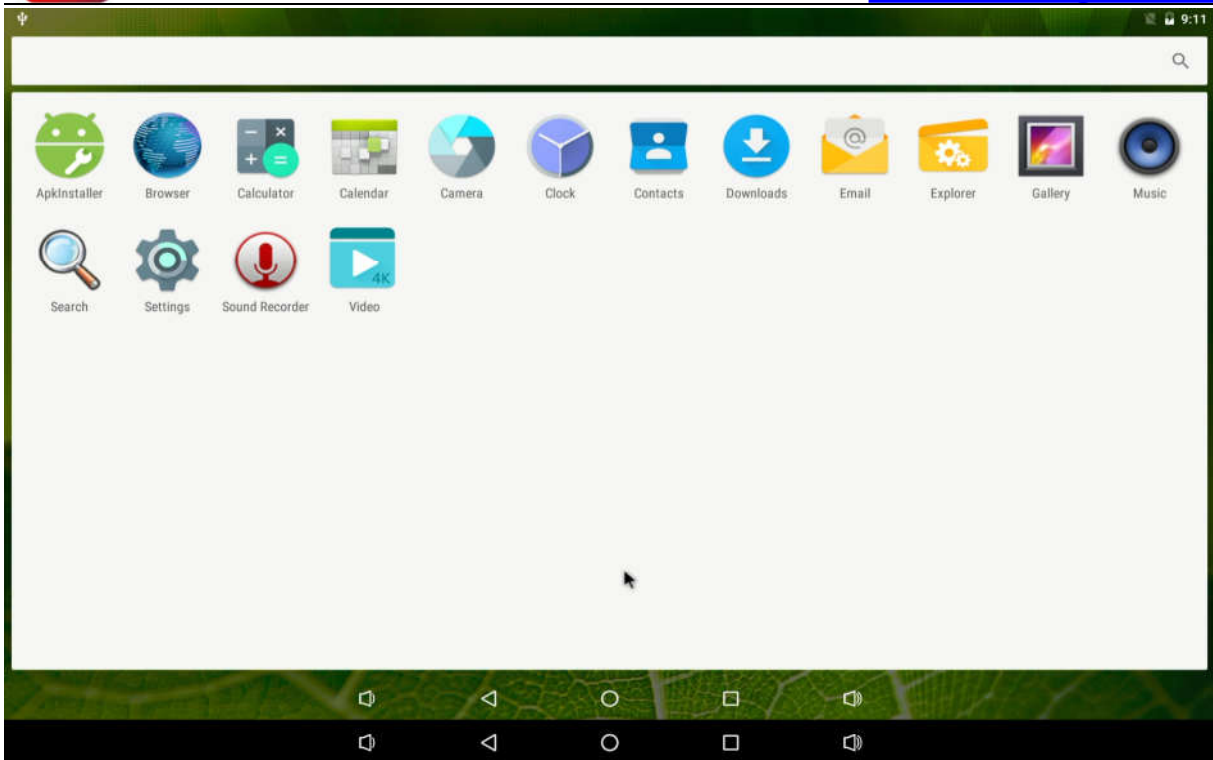 9:11
ApkInstaller Browser Calculator Calendar Camera Clock Contacts Downloads Email Explorer Gallery Music
4K
Search Settings Sound Recorder Video